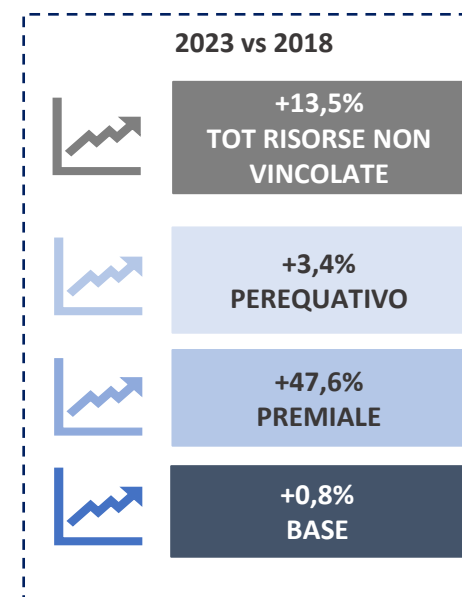 2023 vs 2018
+13,5%
TOT RISORSE NON
VINCOLATE
+3,4%
PEREQUATIVO
+47,6%
PREMIALE
+0,8%
BASE